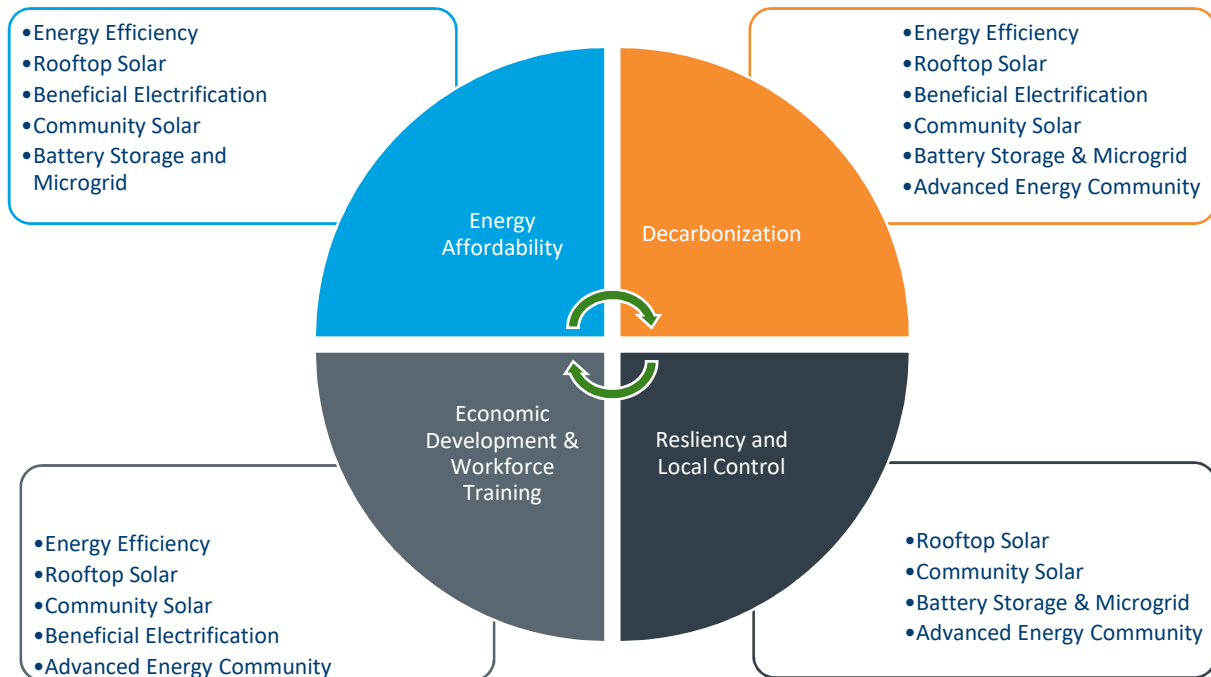 •Energy Efficiency
•Rooftop Solar
•Beneficial Electrification
•Community Solar
•Battery Storage and
Microgrid
•Energy Efficiency
•Rooftop Solar
•Beneficial Electrification
•Community Solar
•Battery Storage & Microgrid
•Advanced Energy Community
Energy
Affordability
Decarbonization
Economic
Development &
Workforce
Training
Resliency and
Local Control
•Energy Efficiency
•Rooftop Solar
•Community Solar
•Beneficial Electrification
•Advanced Energy Community
•Rooftop Solar
•Community Solar
•Battery Storage & Microgrid
•Advanced Energy Community